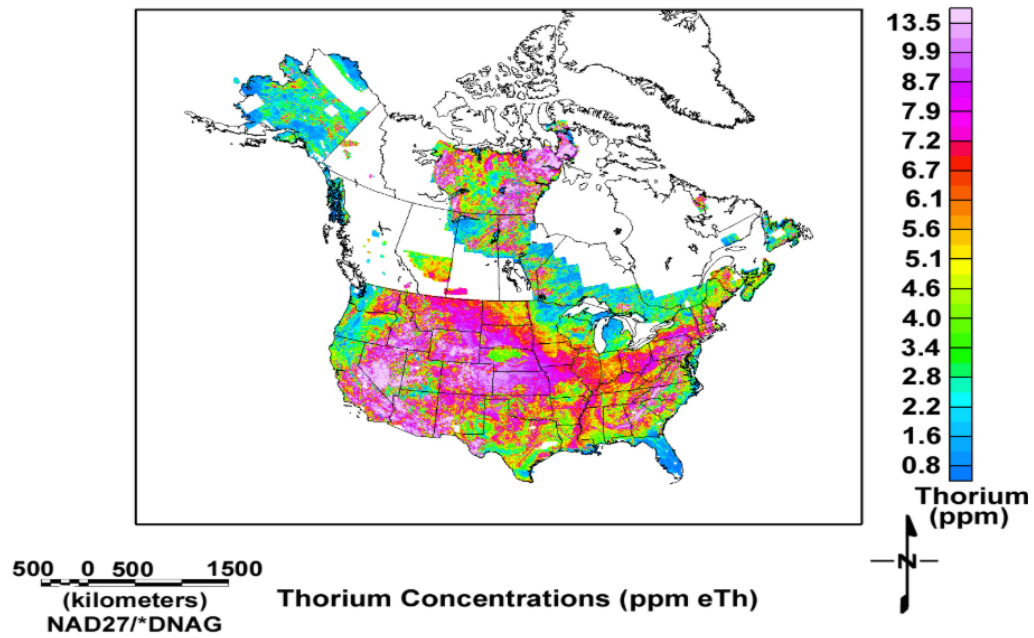 13.5
9.9
8.7
7.9
7.2
6.7
6.1
5.6
5.1
4.6
4.0
3.4
2.8
2.2
1.6
0.8
Thorium
(ppm)
N
500 0 500 1500
(kilometers)
NAD27/*DNAG
Thorium Concentrations (ppm eTh)